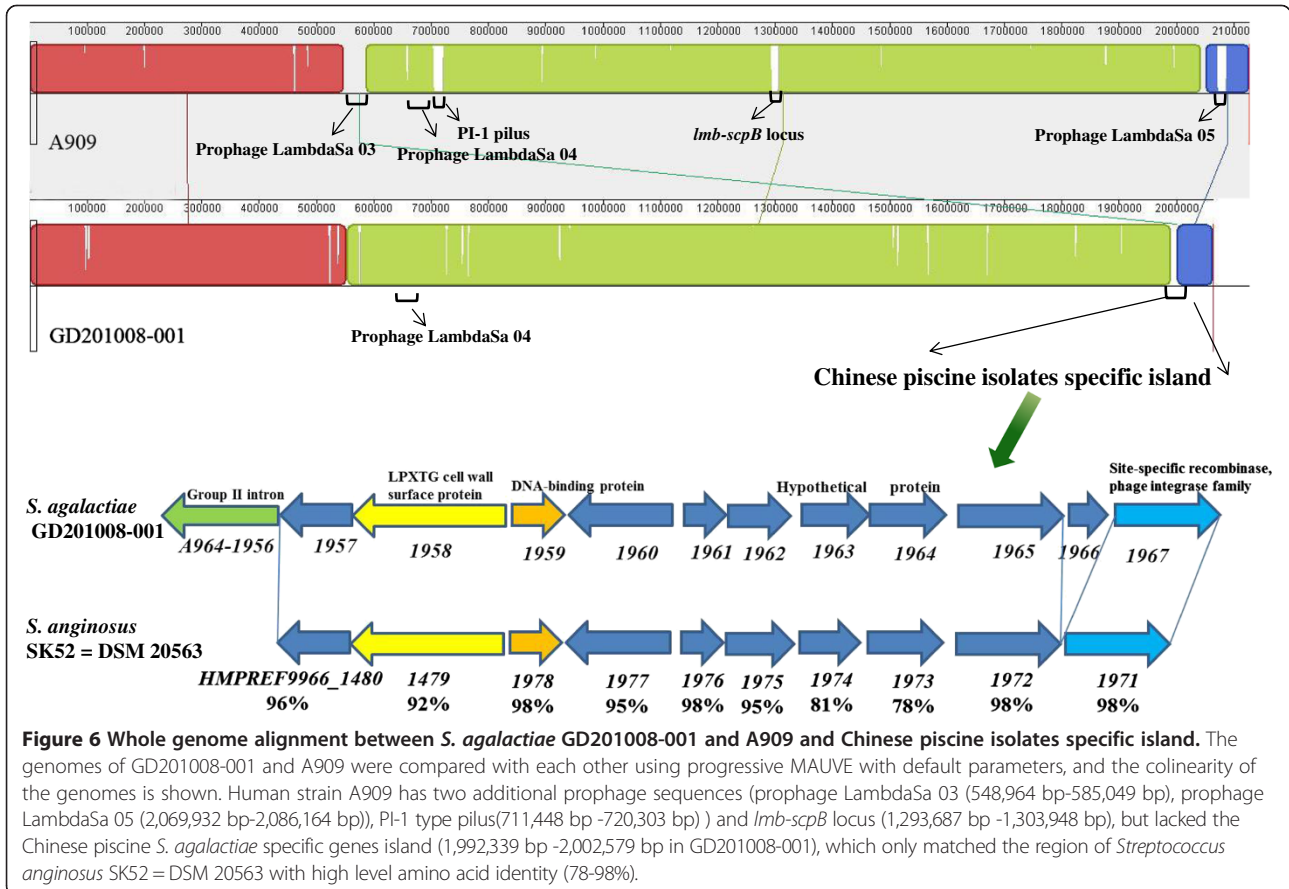 100000 200000 300000 400000 500000 600000 700000 800000 900000 1000000 1100000 1200000 1300000 1400000 1500000 1600000 1700000 1800000 1900000 2000000 2100000
Prophage LambdaSa 03
PI-1 pilus
Prophage LambdaSa 04
lmb-scpB locus
Prophage LambdaSa 05
A909
100000 200000 300000 400000 500000 600000 700000 800000 900000 1000000 1100000 1200000 1300000 1400000 1500000 1600000 1700000 1800000 1900000 2000000
Prophage LambdaSa 04
GD201008-001
Chinese piscine isolates specific island
Group II intron
LPXTG cell wall
surface protein
DNA-binding protein
Hypothetical protein
Site-specific recombinase,
phage integrase family
S. agalactiae
GD201008-001
A964-1956 1957 1958 1959 1960 1961 1962 1963 1964 1965 1966 1967
S. anginosus
SK52 = DSM 20563
HMPREF9966_1480 1479 1978 1977 1976 1975 1974 1973 1972 1971
96% 92% 98% 95% 98% 95% 81% 78% 98% 98%
Figure 6 Whole genome alignment between S. agalactiae GD201008-001 and A909 and Chinese piscine isolates specific island. The
genomes of GD201008-001 and A909 were compared with each other using progressive MAUVE with default parameters, and the colinearity of
the genomes is shown. Human strain A909 has two additional prophage sequences (prophage LambdaSa 03 (548,964 bp-585,049 bp), prophage
LambdaSa 05 (2,069,932 bp-2,086,164 bp)), PI-1 type pilus(711,448 bp -720,303 bp) ) and lmb-scpB locus (1,293,687 bp -1,303,948 bp), but lacked the
Chinese piscine S. agalactiae specific genes island (1,992,339 bp -2,002,579 bp in GD201008-001), which only matched the region of Streptococcus
anginosus SK52 = DSM 20563 with high level amino acid identity (78-98%).